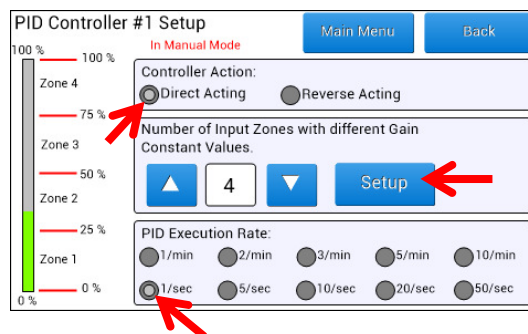 PID Controller #1 Setup
In Manual Mode
Main Menu
Back
100 %
100 %
Zone 4
75 %
Zone 3
50 %
Zone 2
25 %
Zone 1
0 %
0 %
Controller Action:
Direct Acting
Reverse Acting
Number of Input Zones with different Gain
Constant Values.
4
Setup
PID Execution Rate:
1/min 2/min 3/min 5/min 10/min
1/sec 5/sec 10/sec 20/sec 50/sec